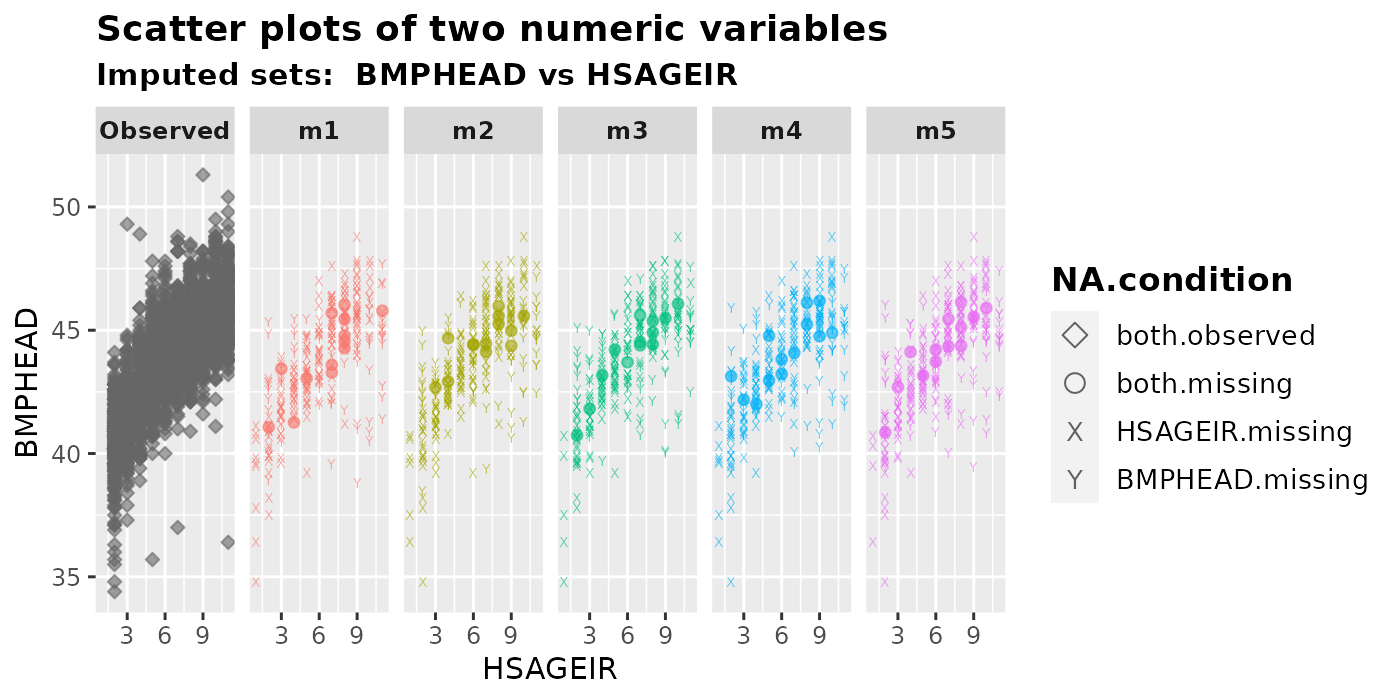 Scatter plots of two numeric variables
Imputed sets:  BMPHEAD vs HSAGEIR
Observed m1 m2 m3 m4 m5
50
45
40
35
BMPHEAD
3 6 9 3 6 9 3 6 9 3 6 9 3 6 9 3 6 9
HSAGEIR
NA.condition
both.observed
both.missing
X HSAGEIR.missing
Y BMPHEAD.missing